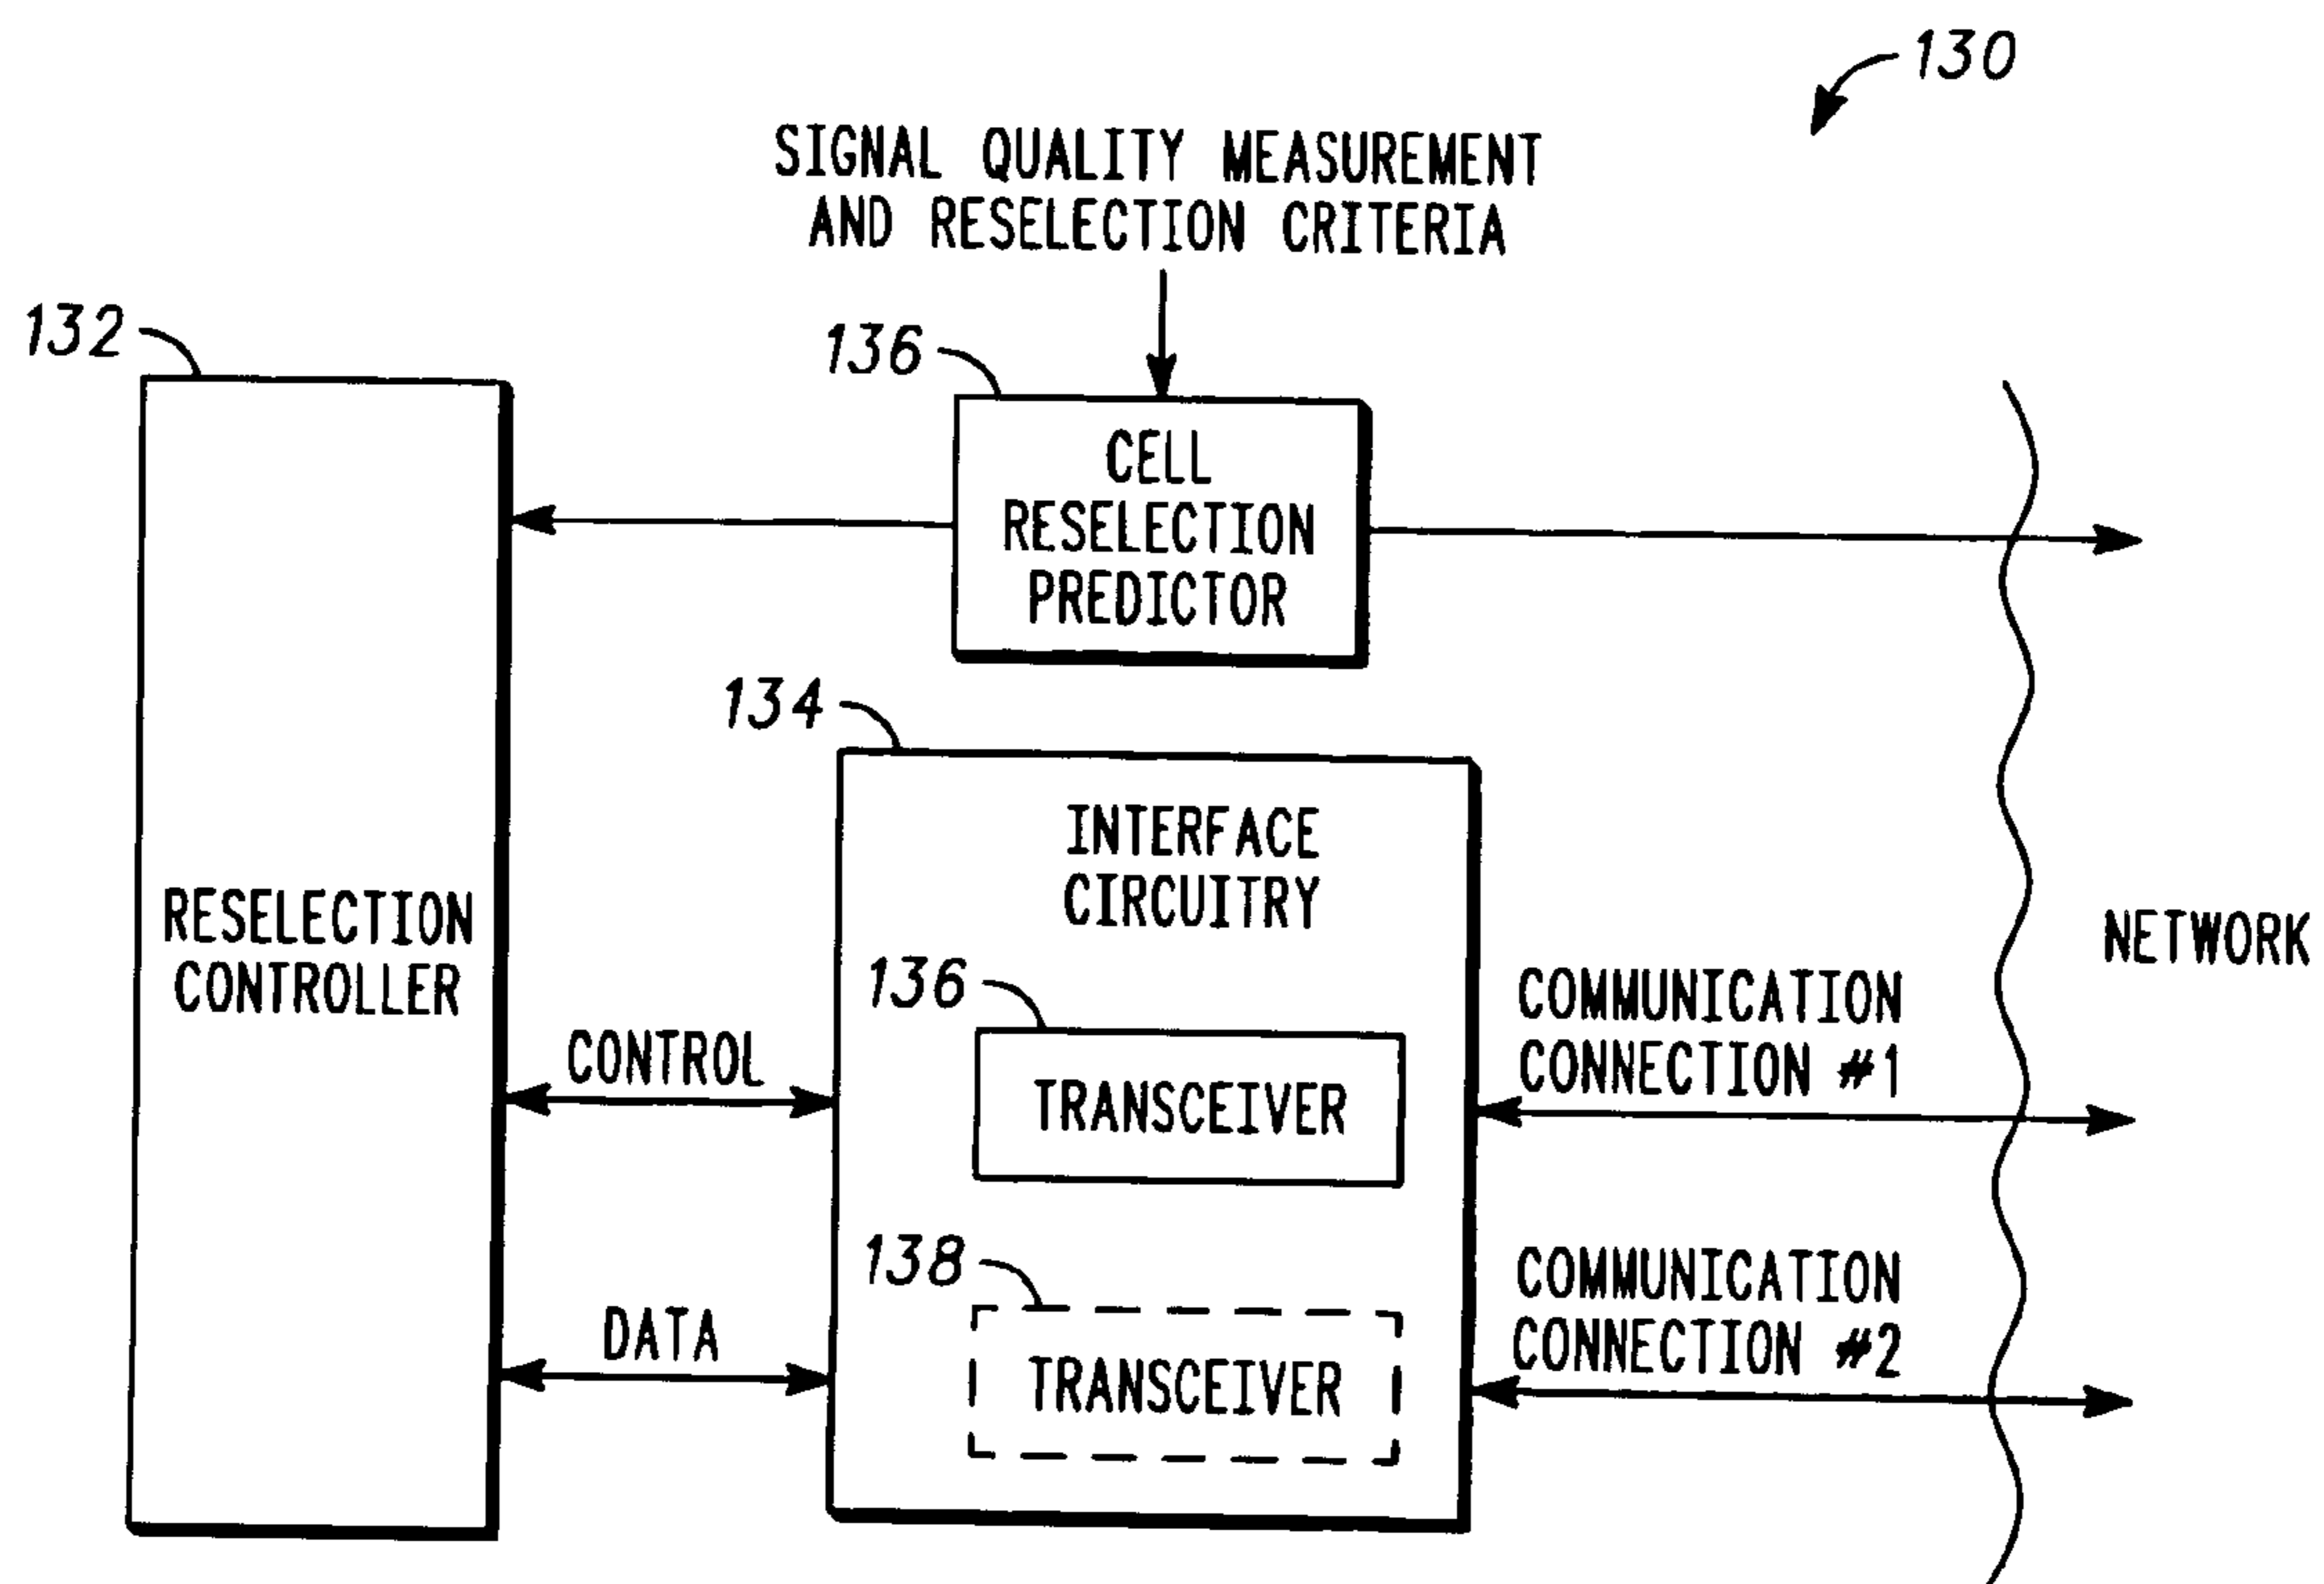 130
SIGNAL QUALITY MEASUREMENT
AND RESELECTION CRITERIA
132
136
CELL
RESELECTION
PREDICTOR
134
INTERFACE
CIRCUITRY
RESELECTION
CONTROLLER
NETWORK
136
COMMUNICATION
CONNECTION #1
CONTROL
TRANSCEIVER
138
COMMUNICATION
CONNECTION #2
DATA
TRANSCEIVER